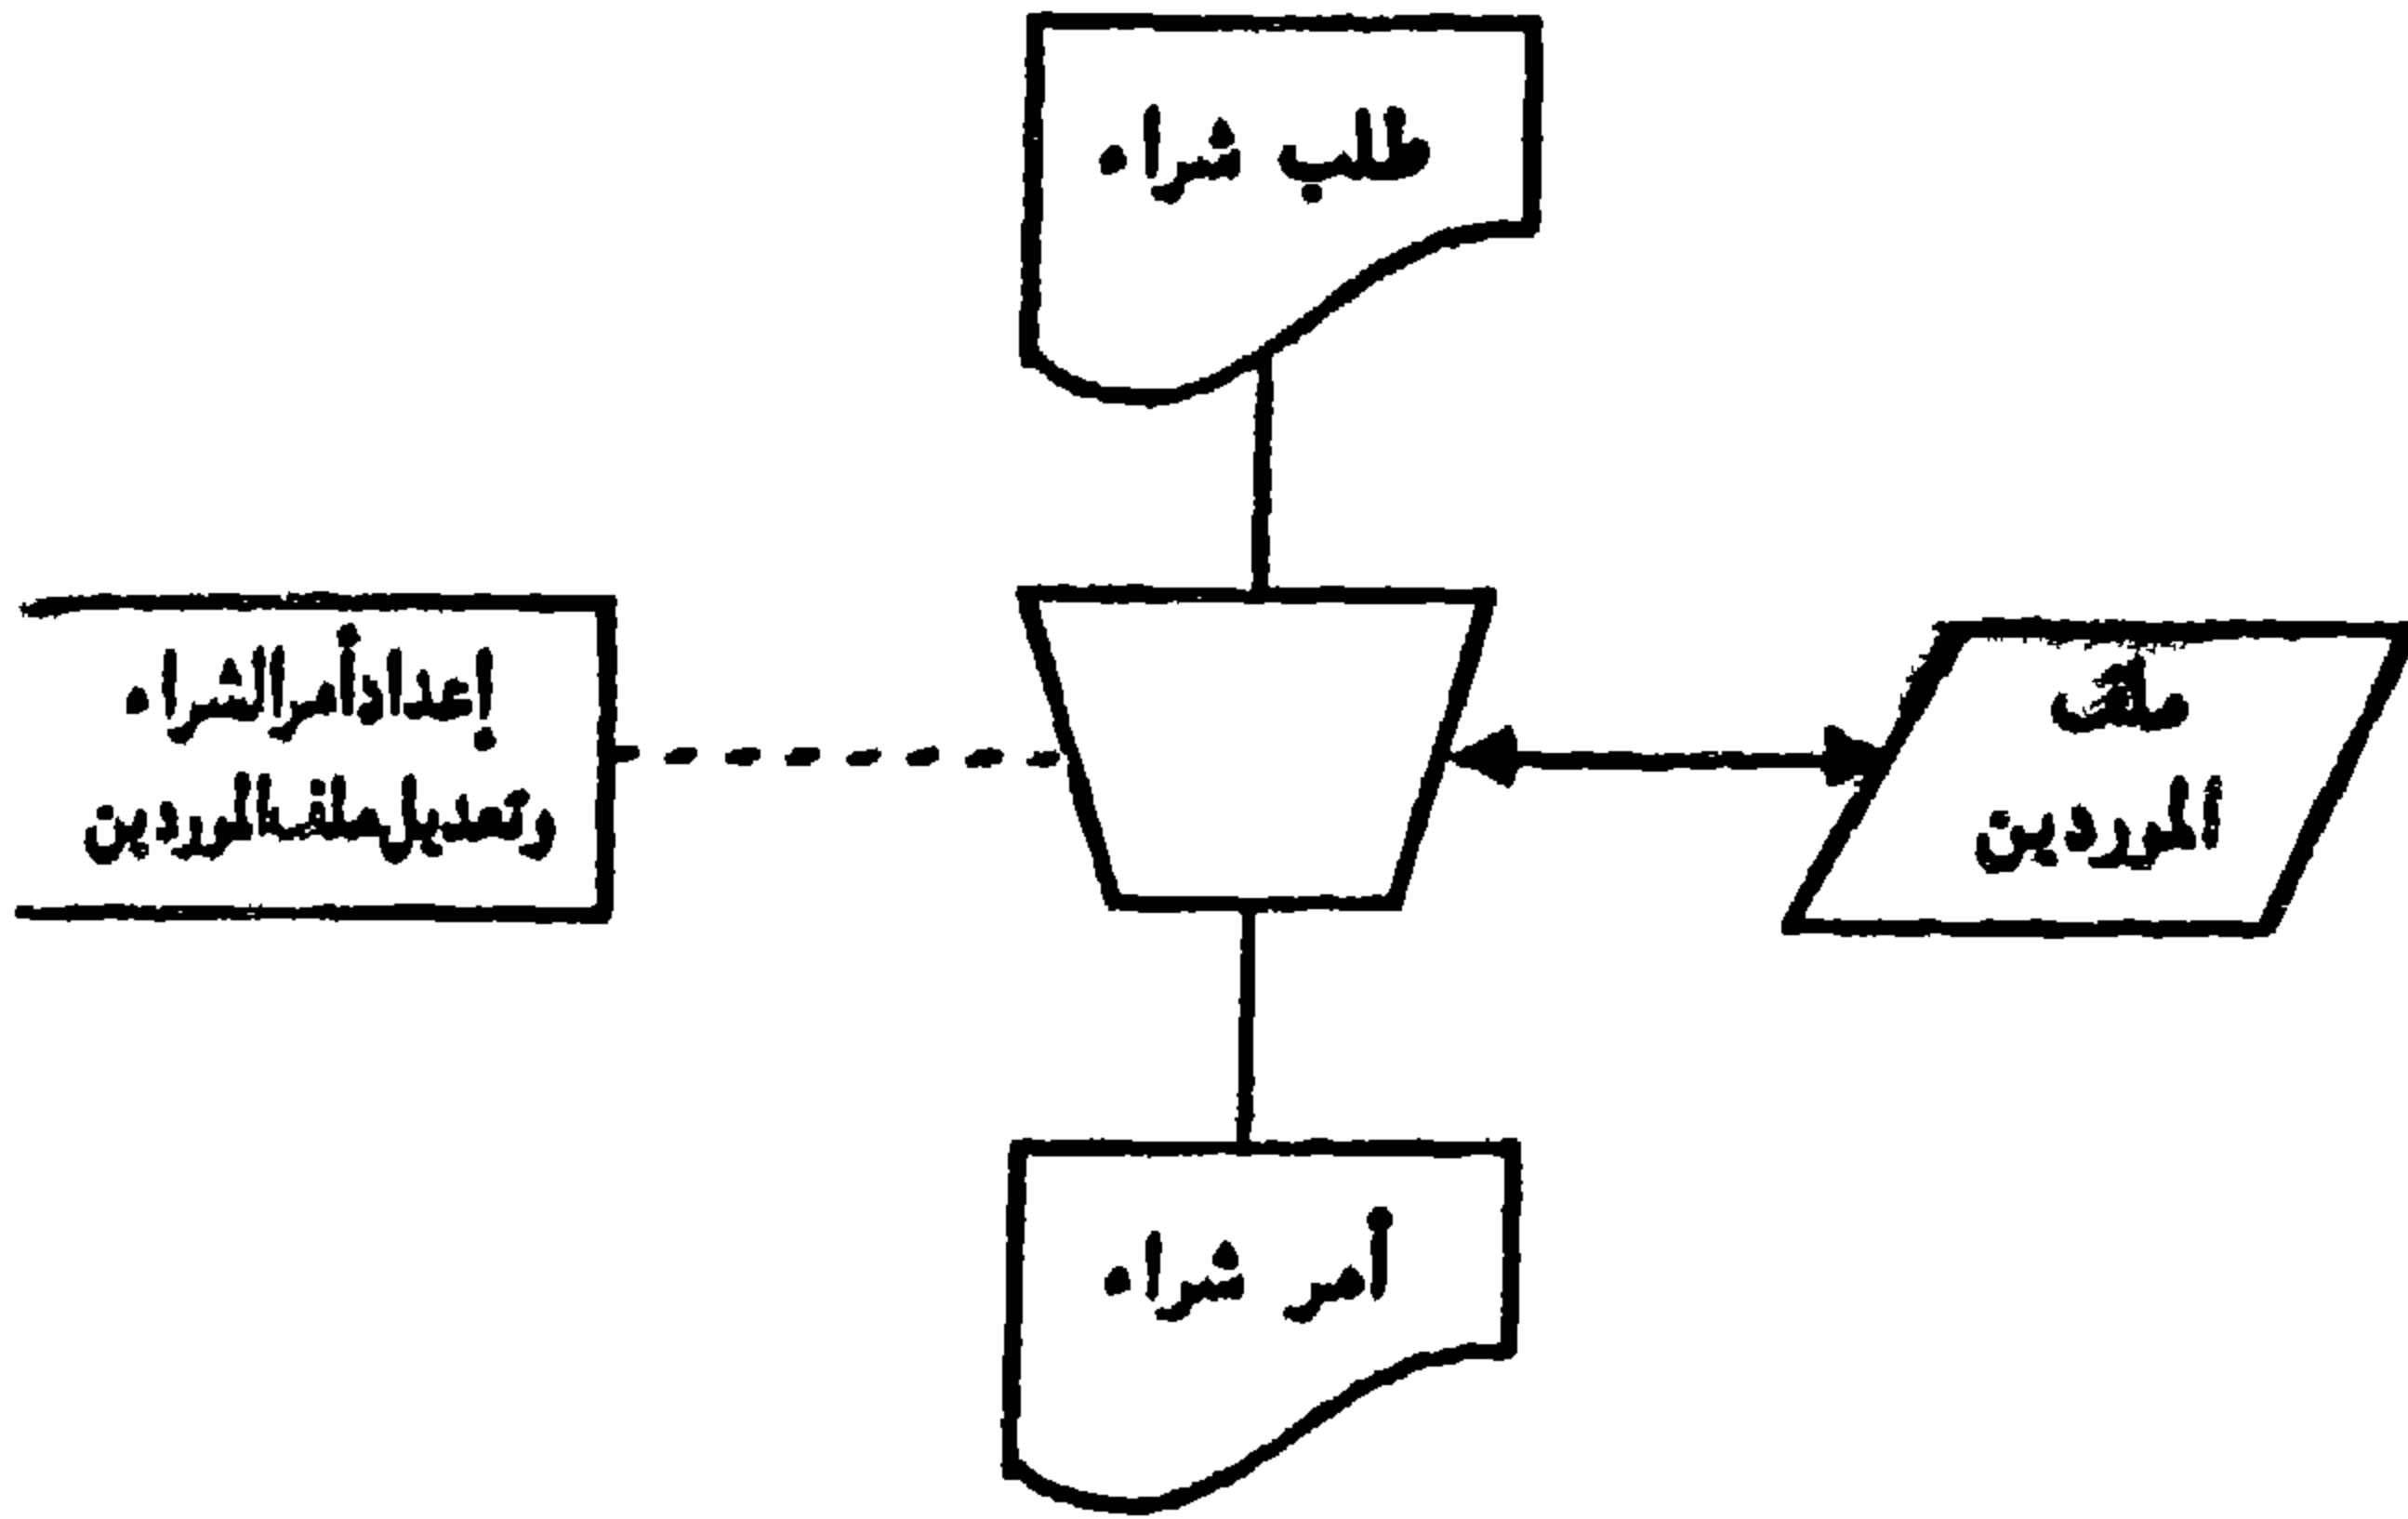 طلب شراء
إعداد أمر الشراء
وتعديل ملف الموردين
ملف
الموردين
أمر شراء